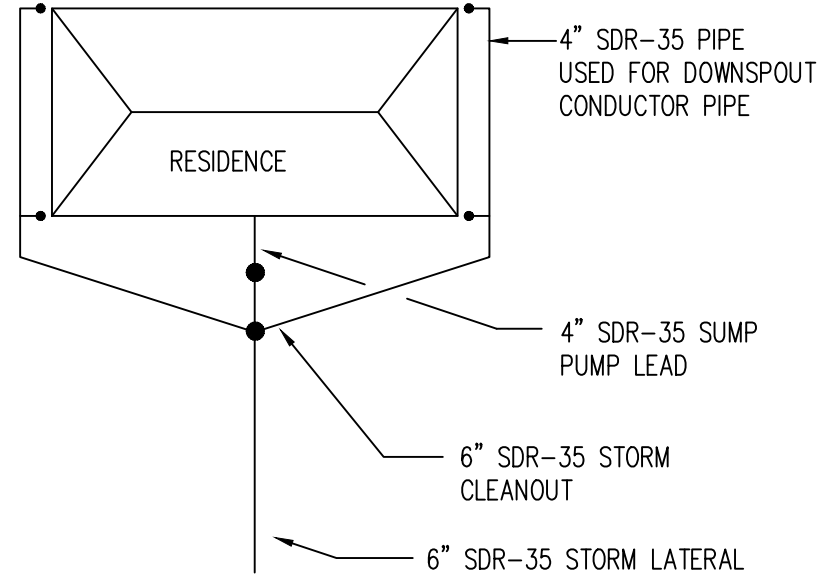 4” SDR-35 PIPE
USED FOR DOWNSPOUT
CONDUCTOR PIPE
RESIDENCE
4” SDR-35 SUMP
PUMP LEAD
6” SDR-35 STORM
CLEANOUT
6” SDR-35 STORM LATERAL